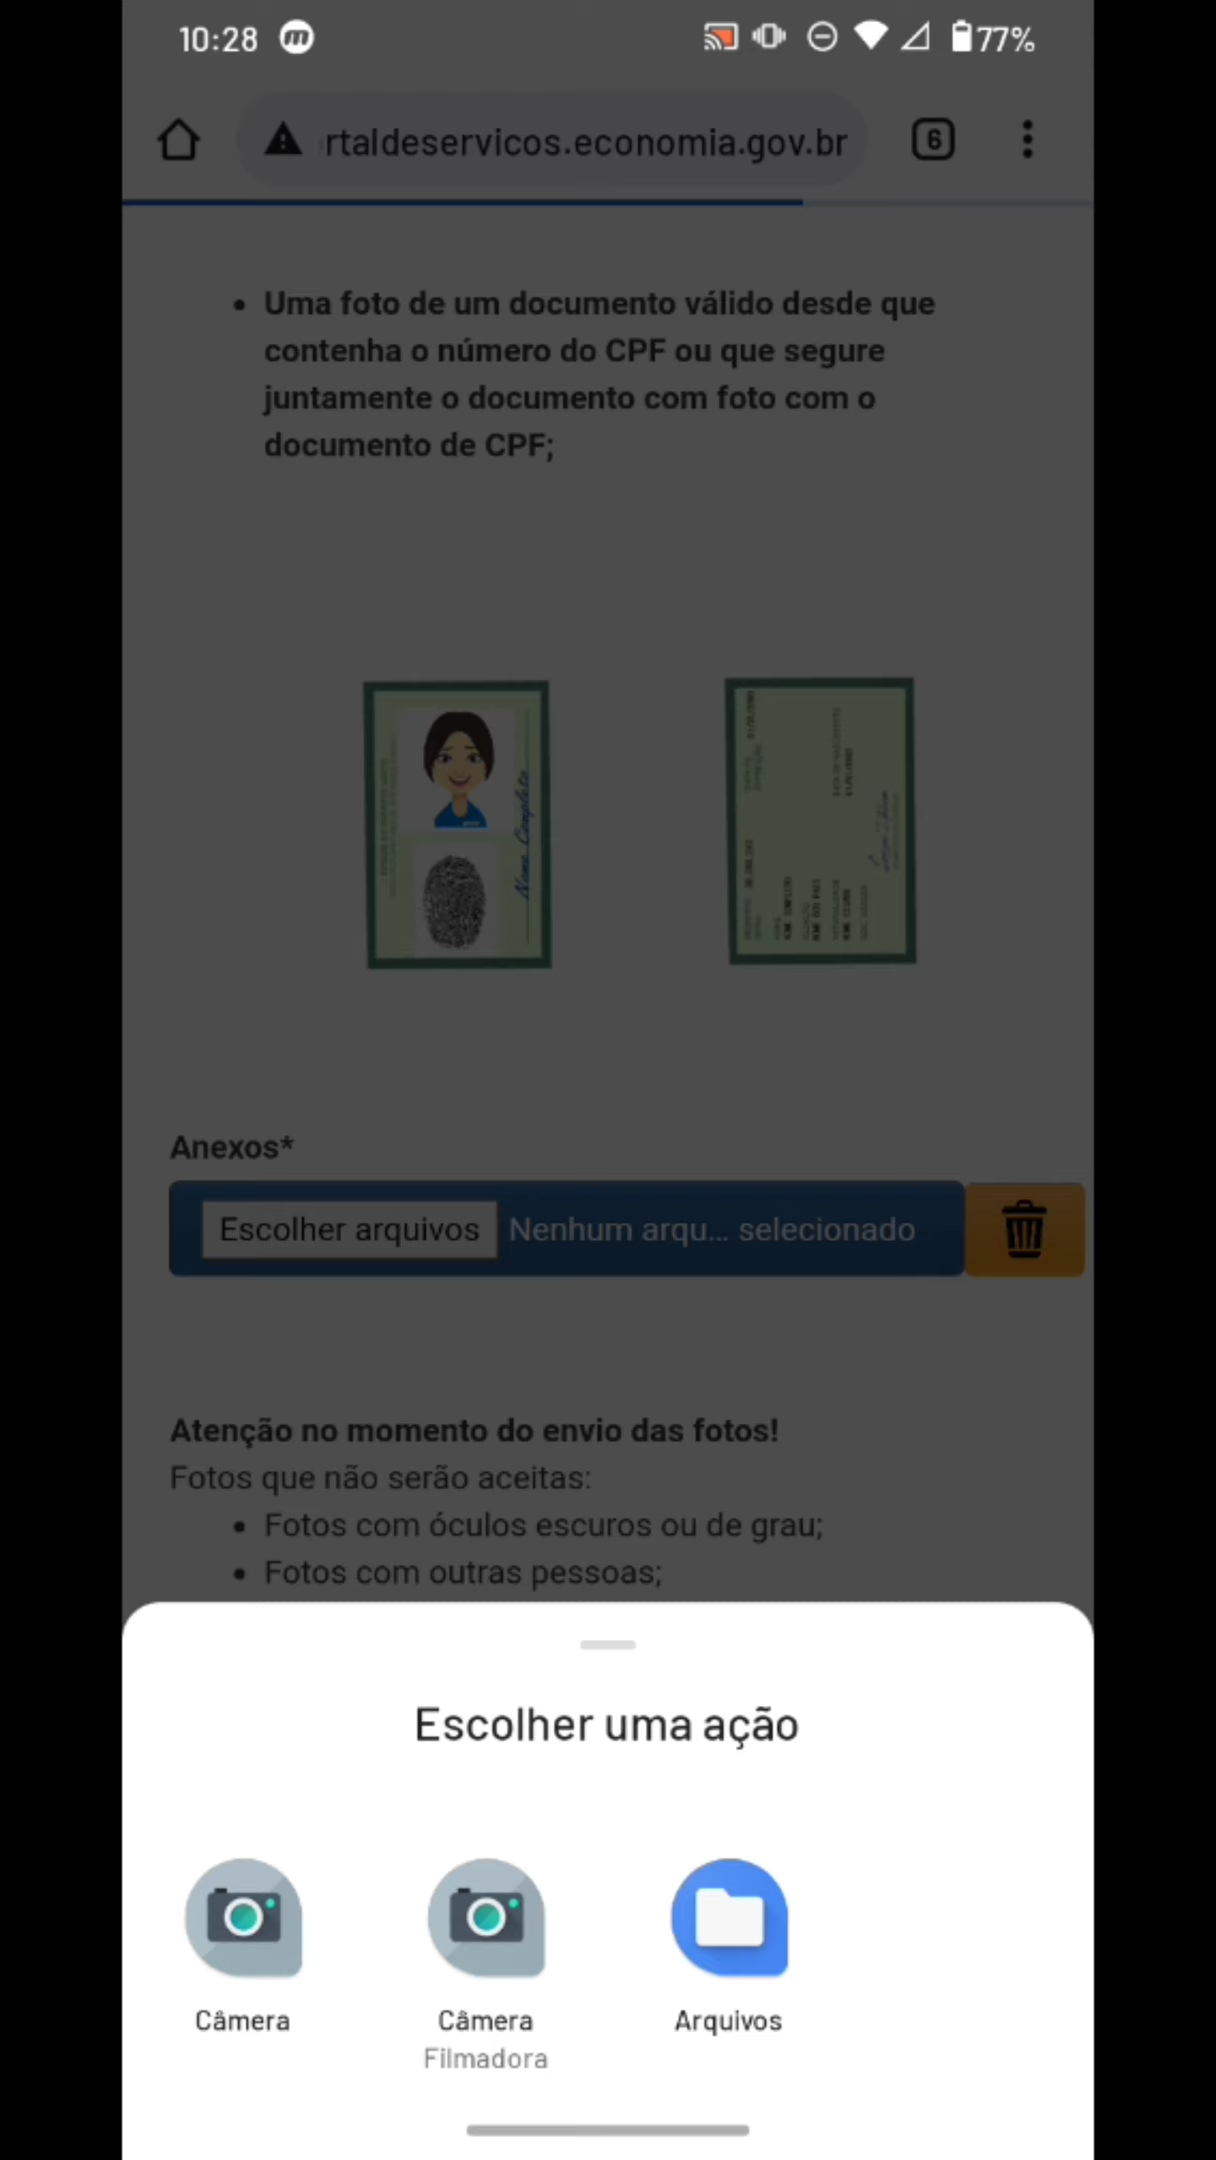 10:28
77%
rtaldeservicos.economia.gov.br
6
• Uma foto de um documento válido desde que
contenha o número do CPF ou que segure
juntamente o documento com foto com o
documento de CPF;
Nome Completo
Anexos*
Escolher arquivos Nenhum arqu... selecionado
Atenção no momento do envio das fotos!
Fotos que não serão aceitas:
• Fotos com óculos escuros ou de grau;
• Fotos com outras pessoas;
Escolher uma ação
Câmera
Câmera
Filmadora
Arquivos